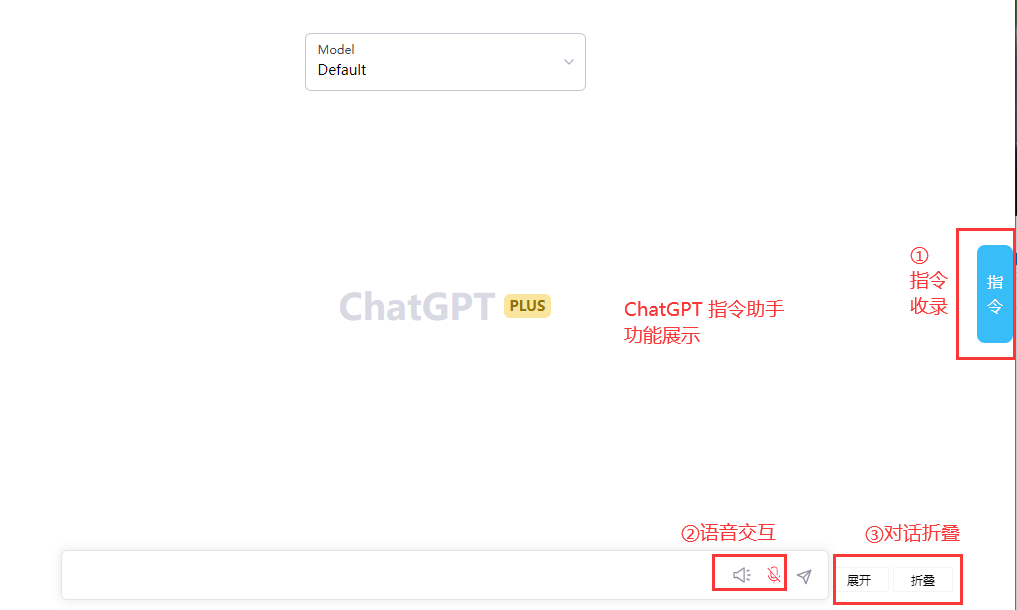 Model
Default
①
指令
收录
指
令
ChatGPT PLUS
ChatGPT 指令助手
功能展示
②语音交互
③对话折叠
展开
折叠